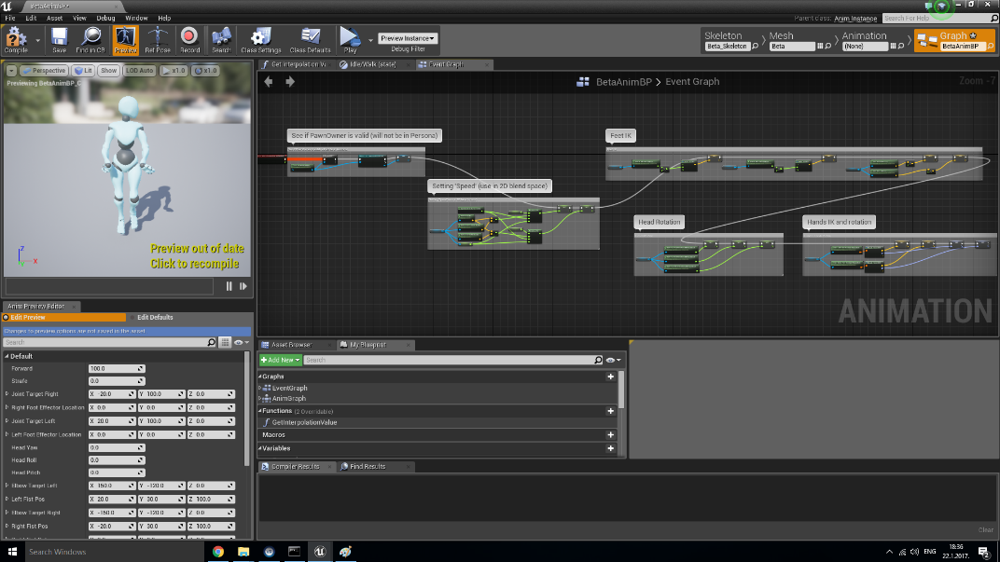 BetaAnimBP*
File Edit Asset View Debug Window Help
Parent class: Anim_Instance Search For Help
Compile Save Find in CB Preview Ref Pose Record Search Class Settings Class Defaults Play
Preview Instance
Debug Filter
Skeleton Mesh Animation Graph
Beta_Skeleton Beta (None) BetaAnimBP
Perspective Lit Show LOD Auto x1.0 x1.0
Previewing BetaAnimBP_C
Idle/Walk (state) Event Graph
BetaAnimBP > Event Graph
Zoom -7
See if PawnOwner is valid (will not be in Persona)
Feet IK
Setting 'Speed' (use in 2D blend space)
Head Rotation
Hands IK and rotation
Z
X
Preview out of date
Click to recompile
ANIMATION
Anim Preview Editor
Edit Preview Edit Defaults
Changes to preview options are not saved in the asset.
Search
Default
Forward 100.0
Strafe 0.0
Joint Target Right X -20.0 Y 100.0 Z 0.0
Right Foot Effector Location X 0.0 Y 0.0 Z 0.0
Joint Target Left X 20.0 Y 100.0 Z 0.0
Left Foot Effector Location X 0.0 Y 0.0 Z 0.0
Head Yaw 0.0
Head Roll 0.0
Head Pitch 0.0
Elbow Target Left X 150.0 Y -120.0 Z 0.0
Left Fist Pos X 20.0 Y 30.0 Z 100.0
Elbow Target Right X -150.0 Y -120.0 Z 0.0
Right Fist Pos X -20.0 Y 30.0 Z 100.0
Asset Browser My Blueprint
Add New Search
Graphs
EventGraph
AnimGraph
Functions (2 Overridable)
GetInterpolationValue
Macros
Variables
Compiler Results Find Results
Clear
Search Windows
ENG
18:36
22.1.2017.